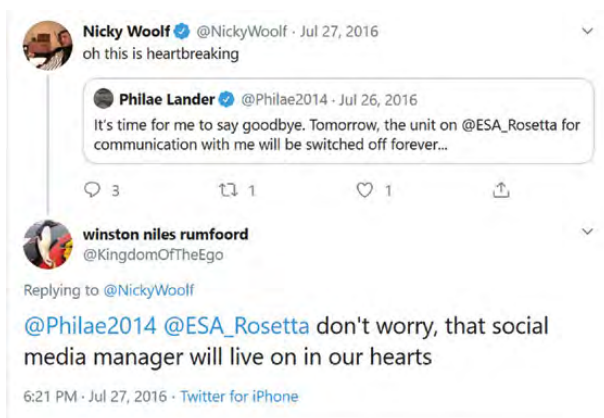 Nicky Woolf @NickyWoolf · Jul 27, 2016
oh this is heartbreaking
Philae Lander @Philae2014 · Jul 26, 2016
It's time for me to say goodbye. Tomorrow, the unit on @ESA_Rosetta for
communication with me will be switched off forever...
3 1 1
winston niles rumfoord
@KingdomOfTheEgo
Replying to @NickyWoolf
@Philae2014 @ESA_Rosetta don't worry, that social
media manager will live on in our hearts
6:21 PM · Jul 27, 2016 · Twitter for iPhone